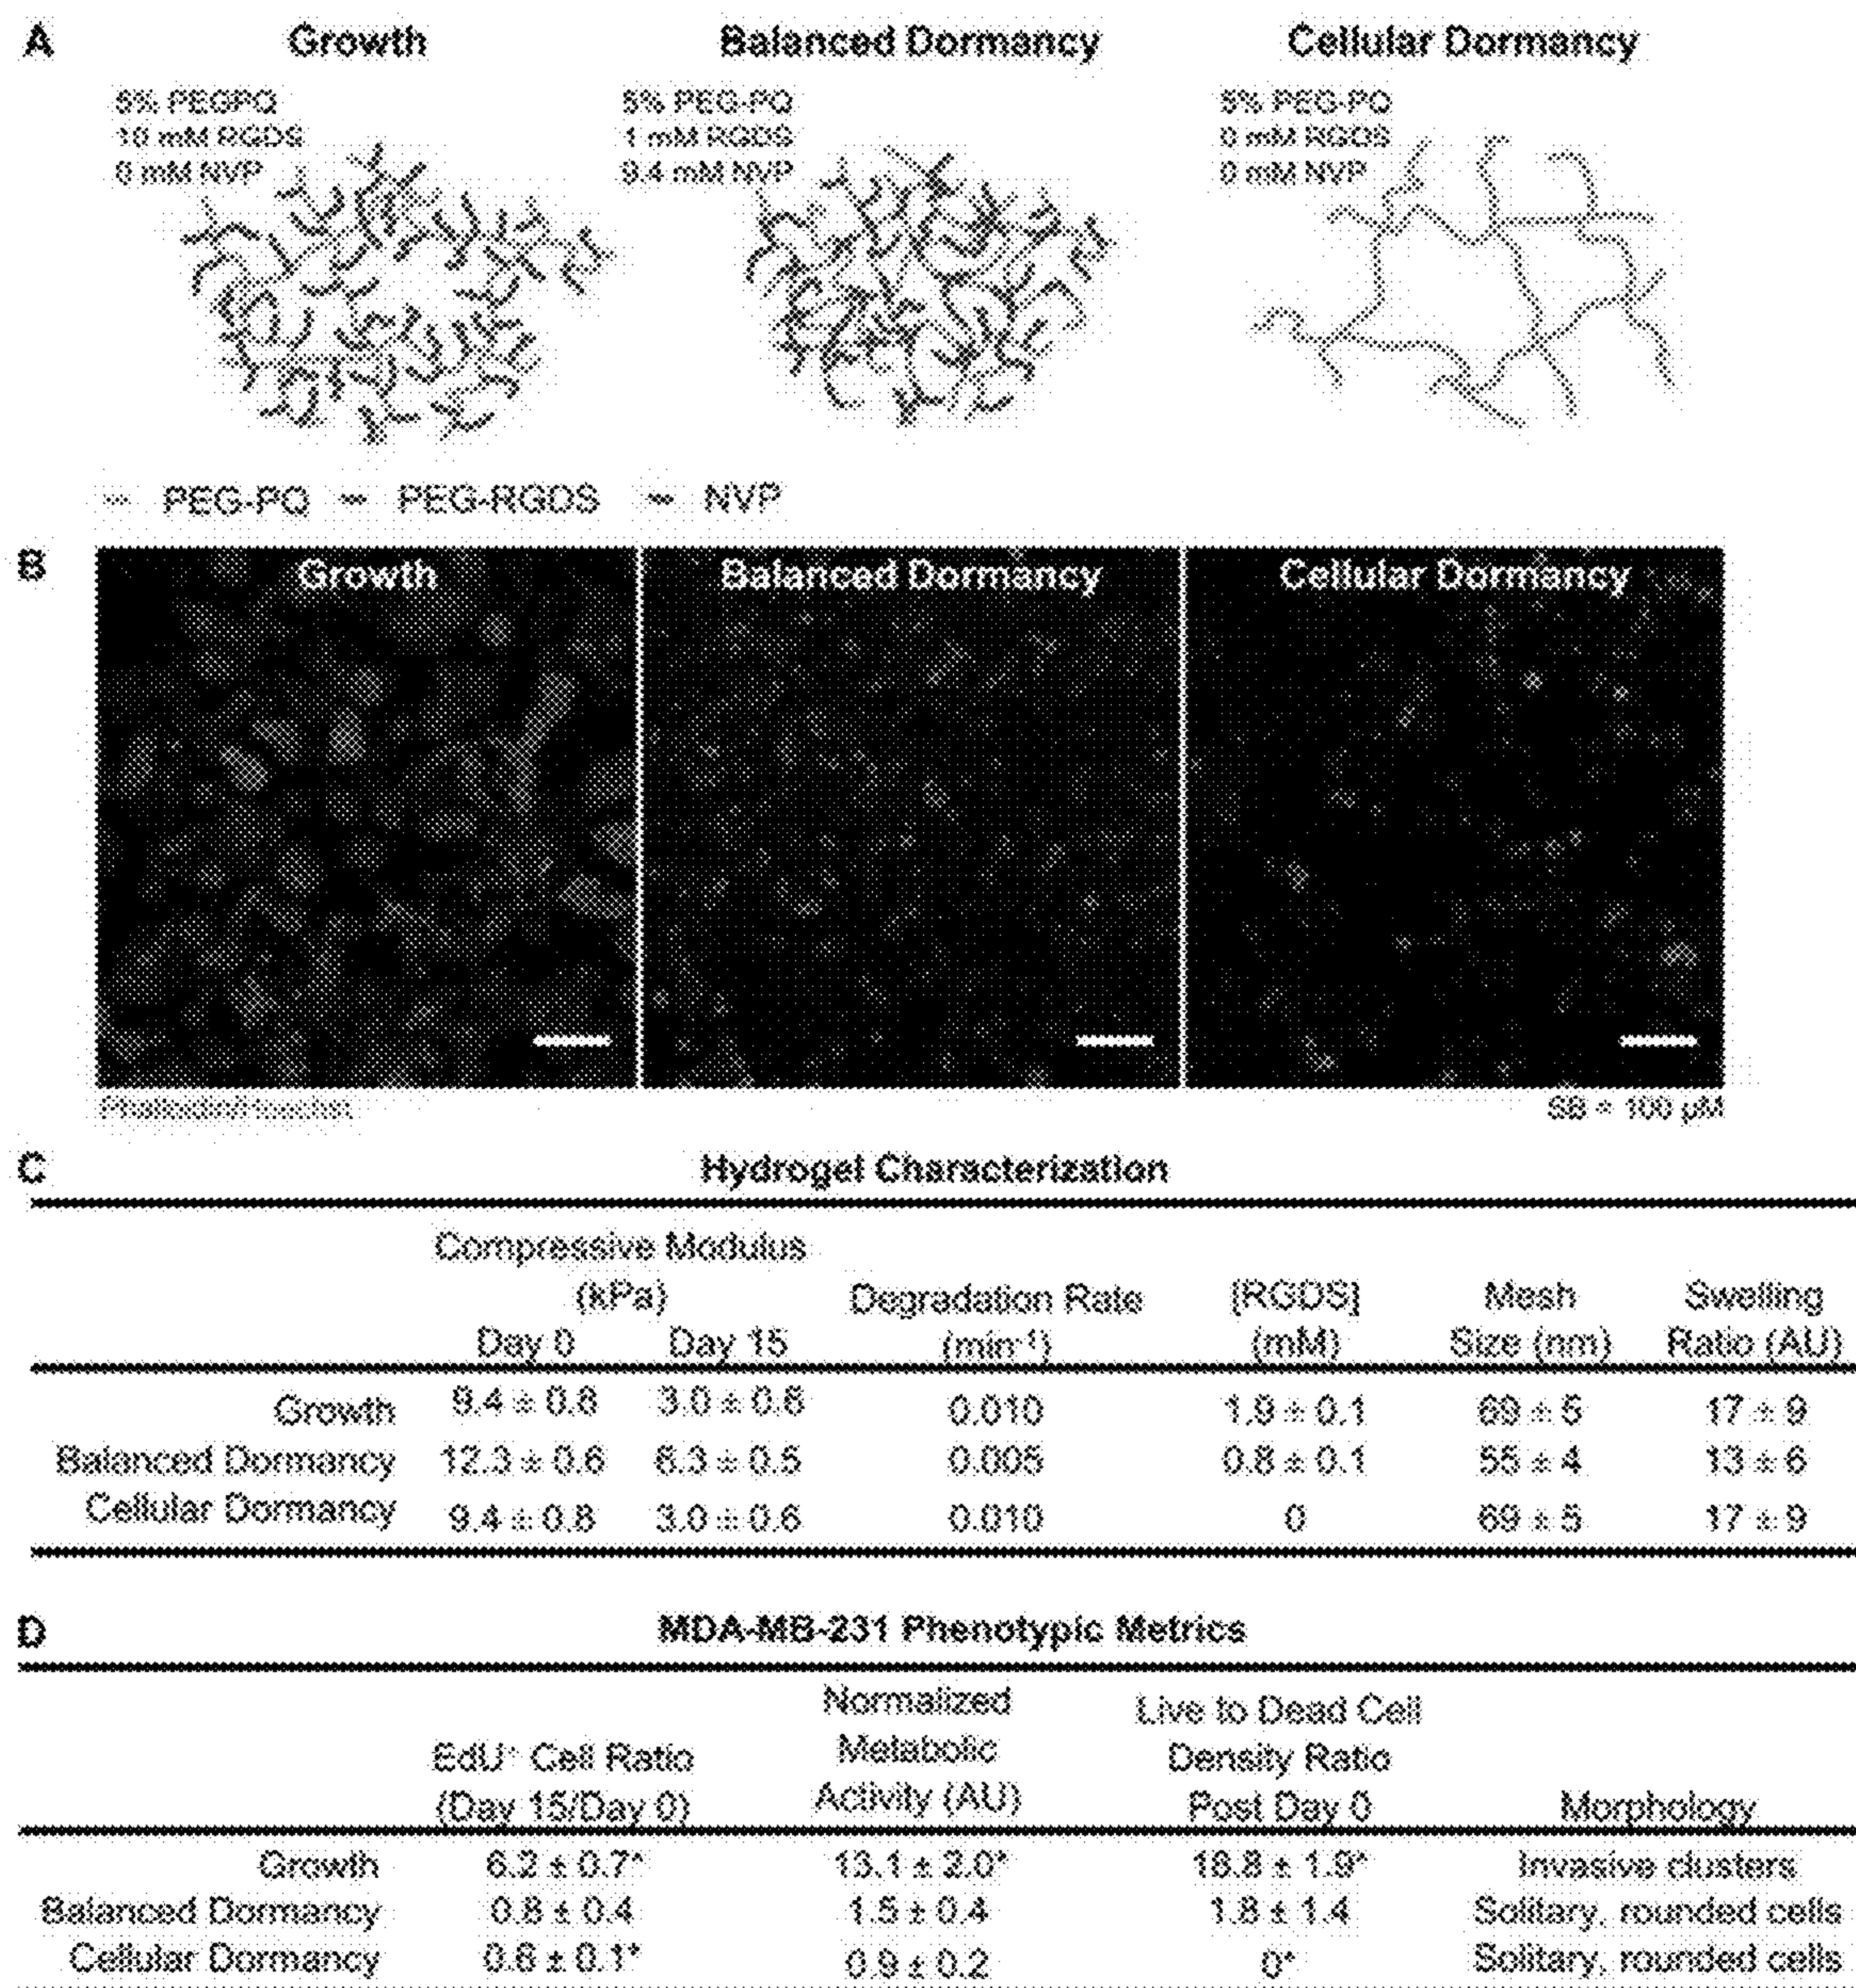 A
Growth
Balanced Dormancy
Cellular Dormancy
5% PEGPQ
10 mM RGDS
0 mM NVP
5% PEG-PQ
1 mM RGDS
0.4 mM NVP
5% PEG-PQ
0 mM RGDS
0 mM NVP
PEG-PQ PEG-RGDS NVP
B
Growth
Balanced Dormancy
Cellular Dormancy
SB = 100 µM
C
Hydrogel Characterization
Compressive Modulus
(kPa) Degradation Rate [RGDS] Mesh Swelling
Day 0 Day 15 (min⁻¹) (mM) Size (nm) Ratio (AU)
Growth 9.4 ± 0.8 3.0 ± 0.6 0.010 1.9 ± 0.1 69 ± 5 17 ± 9
Balanced Dormancy 12.3 ± 0.6 6.3 ± 0.5 0.005 0.8 ± 0.1 55 ± 4 13 ± 6
Cellular Dormancy 9.4 ± 0.8 3.0 ± 0.6 0.010 0 69 ± 5 17 ± 9
D
MDA-MB-231 Phenotypic Metrics
Normalized Live to Dead Cell
EdU⁺ Cell Ratio Metabolic Density Ratio
(Day 15/Day 0) Activity (AU) Post Day 0 Morphology
Growth 6.2 ± 0.7* 13.1 ± 2.0* 18.8 ± 1.9* Invasive clusters
Balanced Dormancy 0.8 ± 0.4 1.5 ± 0.4 1.8 ± 1.4 Solitary, rounded cells
Cellular Dormancy 0.6 ± 0.1* 0.9 ± 0.2 0* Solitary, rounded cells